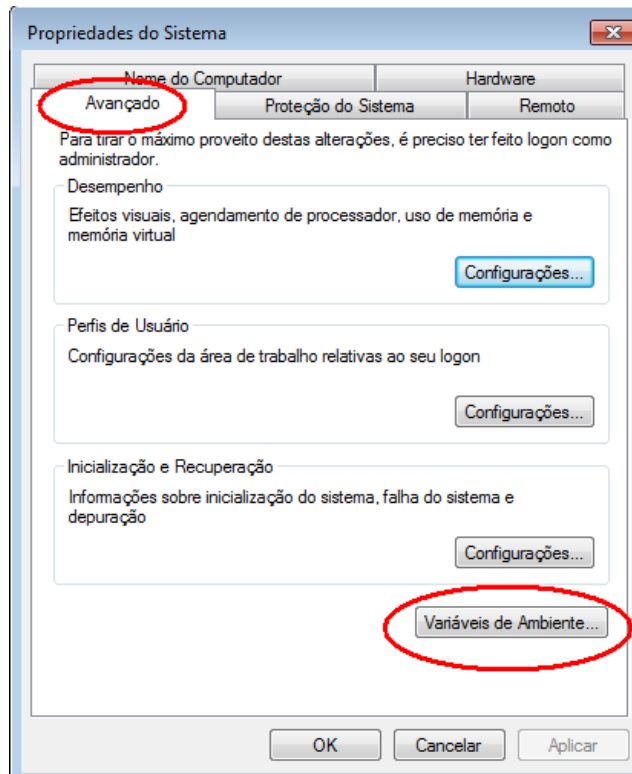 Propriedades do Sistema
Nome do Computador
Hardware
Avançado
Proteção do Sistema
Remoto
Para tirar o máximo proveito destas alterações, é preciso ter feito logon como
administrador.
Desempenho
Efeitos visuais, agendamento de processador, uso de memória e
memória virtual
Configurações...
Perfis de Usuário
Configurações da área de trabalho relativas ao seu logon
Configurações...
Inicialização e Recuperação
Informações sobre inicialização do sistema, falha do sistema e
depuração
Configurações...
Variáveis de Ambiente...
OK
Cancelar
Aplicar